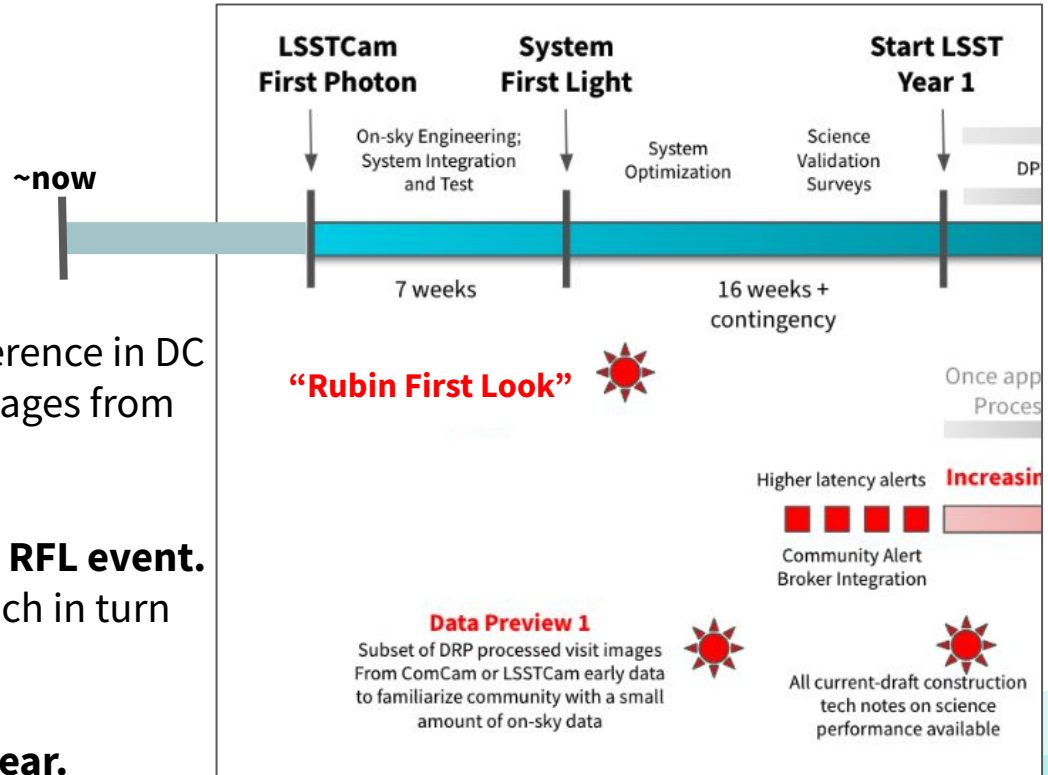 LSSTCam
First Photon
System
First Light
Start LSST
Year 1
On-sky Engineering;
System Integration
and Test
System
Optimization
Science
Validation
Surveys
~now
DP
7 weeks
16 weeks +
contingency
erence in DC
ages from
“Rubin First Look”
Once app
Proces
Higher latency alerts
Increasin
RFL event.
ch in turn
Community Alert
Broker Integration
Data Preview 1
Subset of DRP processed visit images
From ComCam or LSSTCam early data
to familiarize community with a small
amount of on-sky data
All current-draft construction
tech notes on science
performance available
ear.